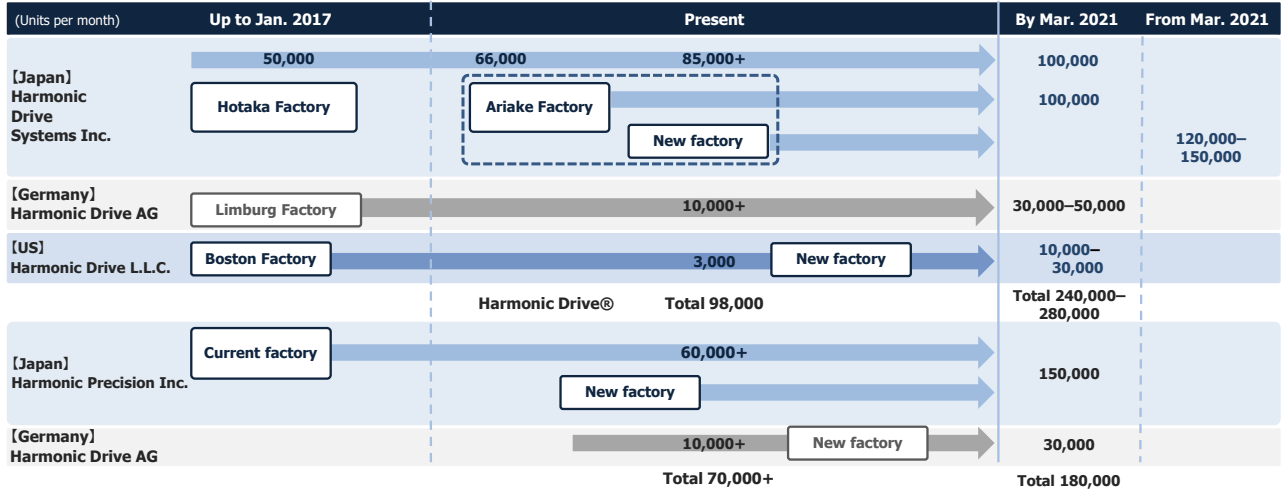 (Units per month) Up to Jan. 2017 Present By Mar. 2021 From Mar. 2021
50,000 66,000 85,000+ 100,000
【Japan】
Harmonic
Drive
Systems Inc.
Hotaka Factory Ariake Factory 100,000
New factory 120,000–
150,000
【Germany】
Harmonic Drive AG
Limburg Factory 10,000+ 30,000–50,000
【US】
Harmonic Drive L.L.C.
Boston Factory 3,000 New factory 10,000–
30,000
Harmonic Drive® Total 98,000 Total 240,000–
280,000
【Japan】
Harmonic Precision Inc.
Current factory 60,000+ 150,000
New factory
【Germany】
Harmonic Drive AG
10,000+ New factory 30,000
Total 70,000+ Total 180,000